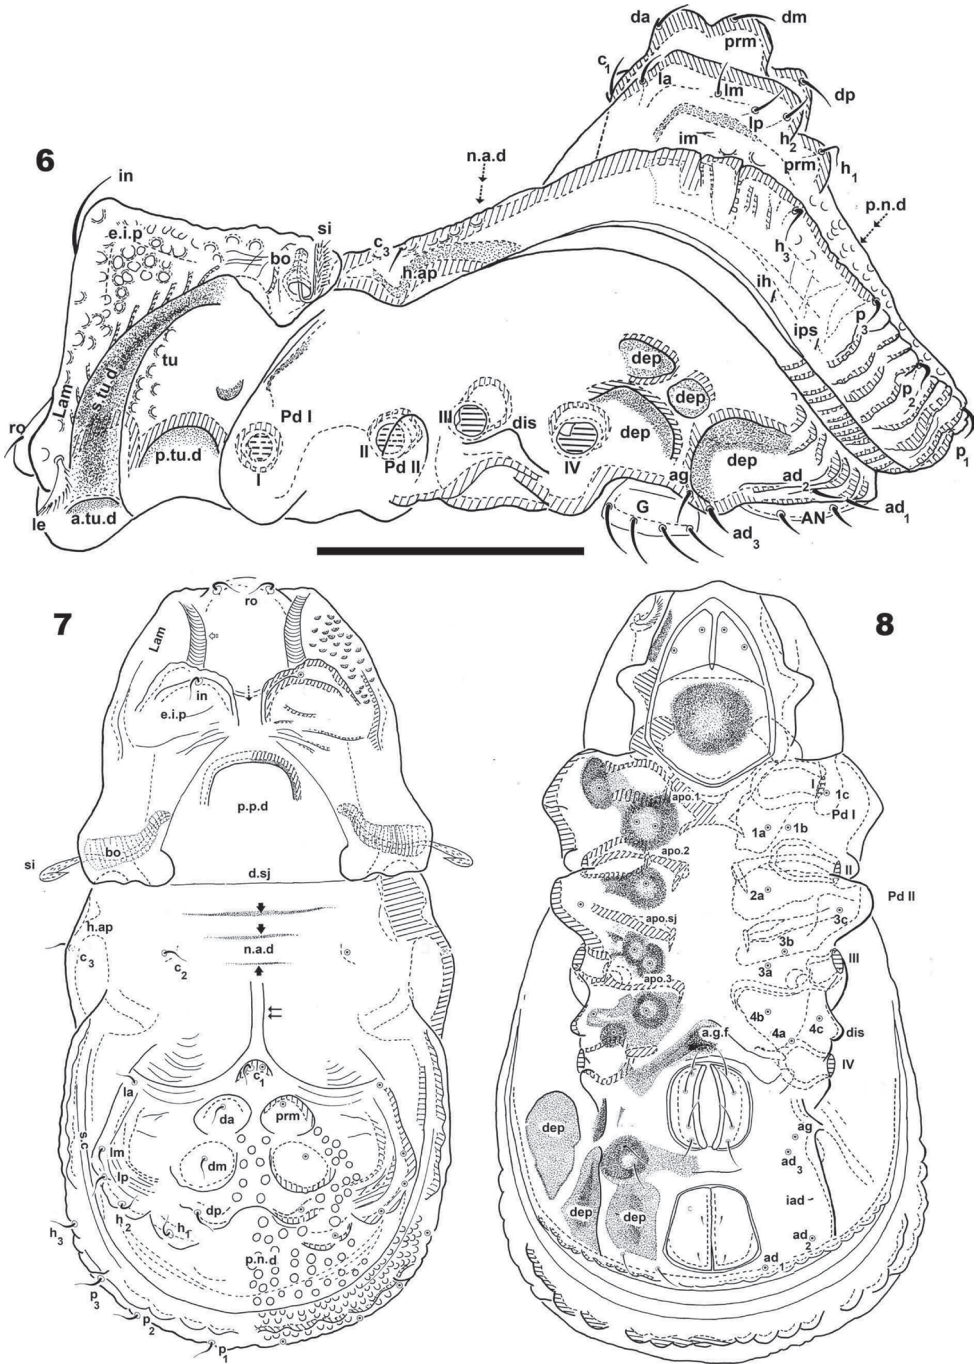 6
da
dm
prm
c1
la
lm
dp
lp
h2
im
prm
h1
n.a.d
p.n.d
in
e.i.p
si
bo
c3
h.ap
h3
ih
ips
p3
p2
p1
tu
s.tu.d
Lam
ro
p.tu.d
Pd I
I
II
Pd II
III
dis
IV
dep
dep
dep
dep
ag
ad2
ad1
le
a.tu.d
G
ad3
AN
7
ro
Lam
in
e.i.p
p.p.d
bo
si
d.sj
h.ap
c3
c2
n.a.d
c1
la
da
prm
s.c
lm
dm
lp
dp
h2
h1
h3
p.n.d
p3
p2
p1
8
I
1c
apo.1
Pd I
1a
1b
apo.2
II
2a
Pd II
3c
apo.sj
3b
III
3a
apo.3
4b
4c
4a
dis
a.g.f
IV
dep
ag
ad3
iad
dep
dep
ad2
ad1